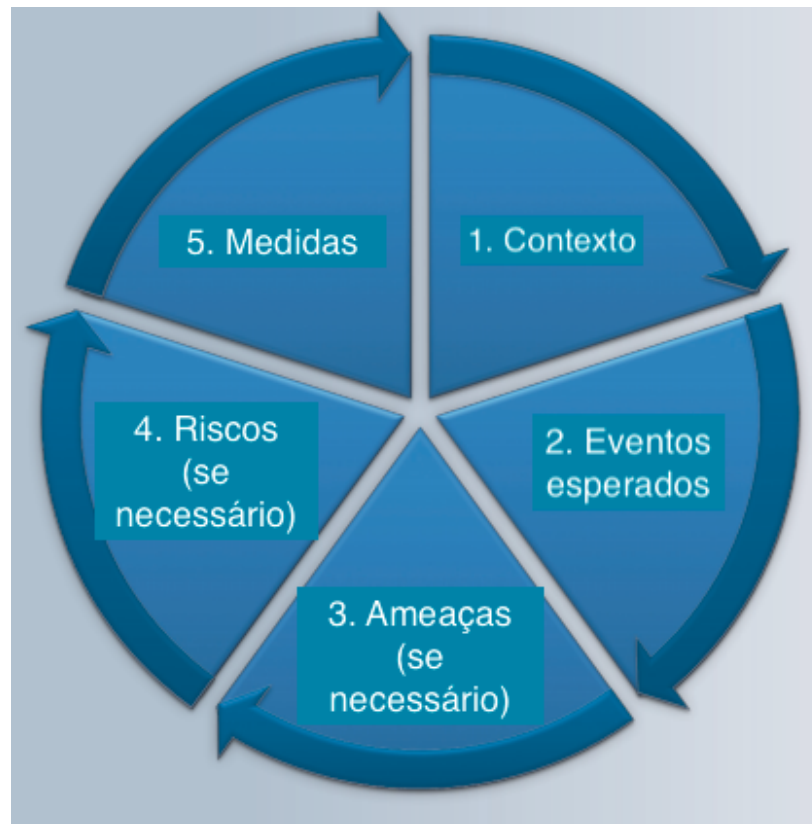 1. Contexto
2. Eventos
esperados
3. Ameaças
(se
necessário)
4. Riscos
(se
necessário)
5. Medidas